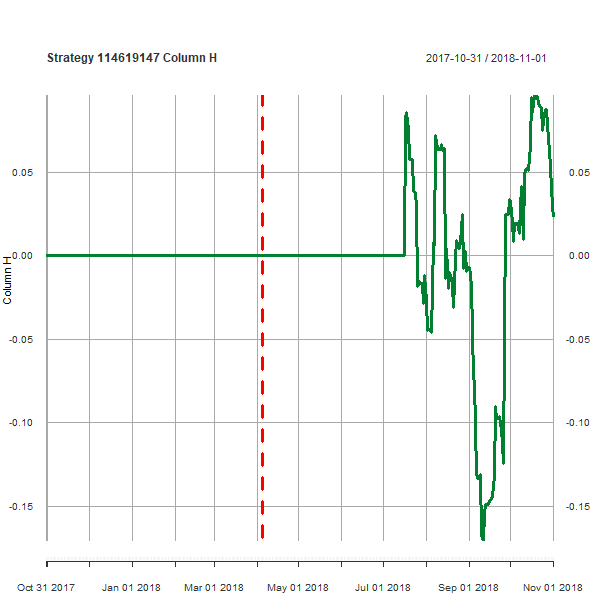 Strategy 114619147 Column H 2017-10-31 / 2018-11-01
0.05 0.05
0.00 0.00
-0.05 -0.05
-0.10 -0.10
-0.15 -0.15
Column H
Oct 31 2017 Jan 01 2018 Mar 01 2018 May 01 2018 Jul 01 2018 Sep 01 2018 Nov 01 2018